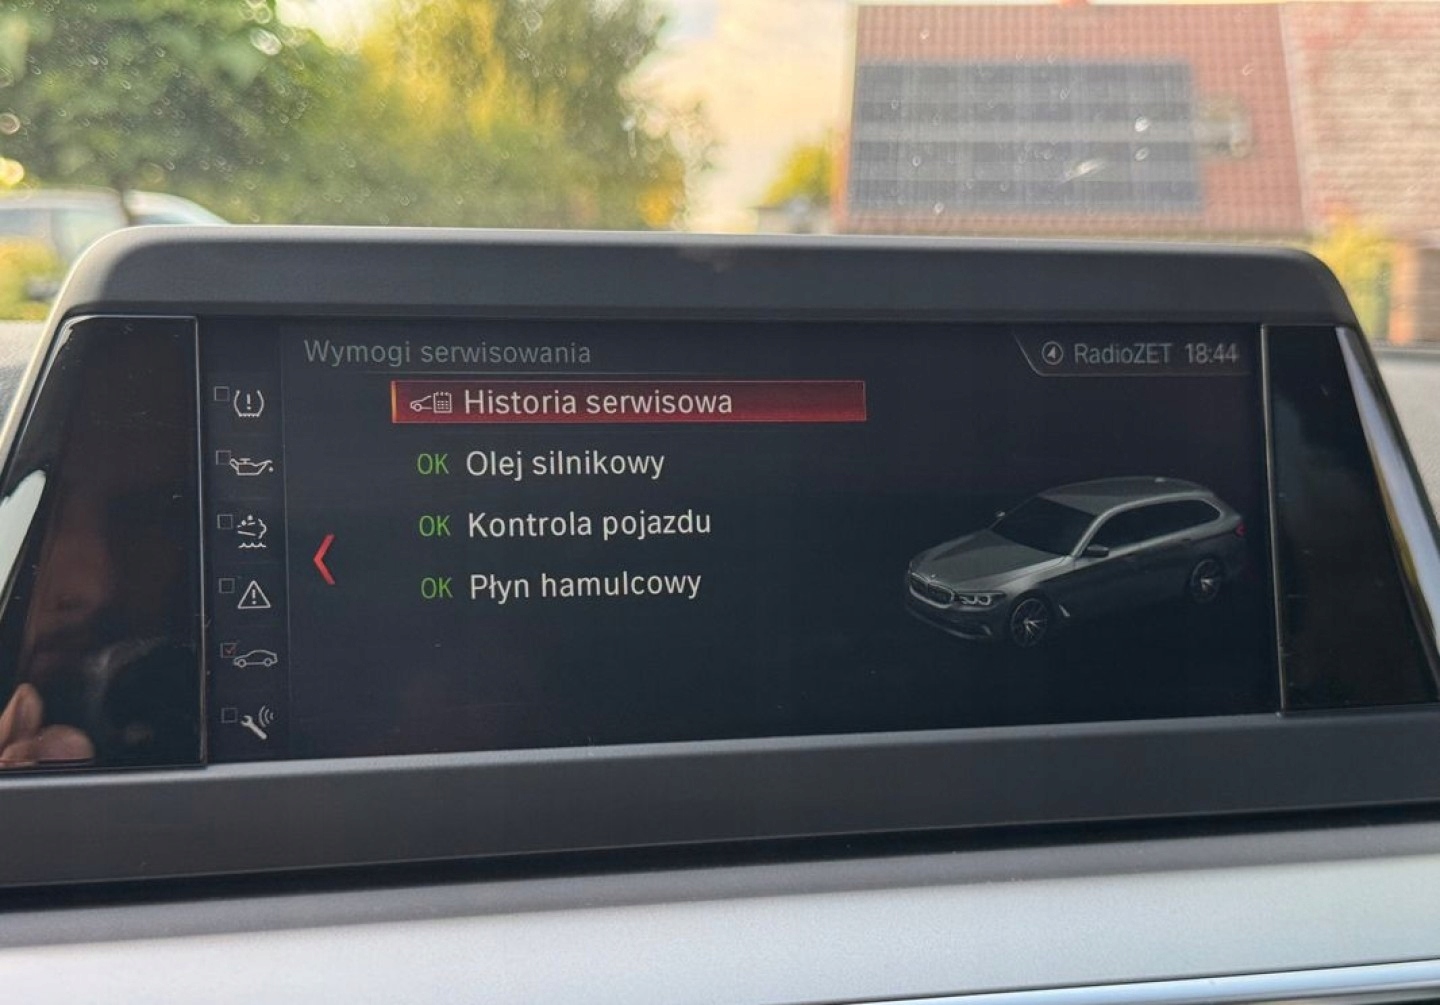 Wymogi serwisowania
RadioZET 18:44
Historia serwisowa
OK Olej silnikowy
OK Kontrola pojazdu
OK Płyn hamulcowy